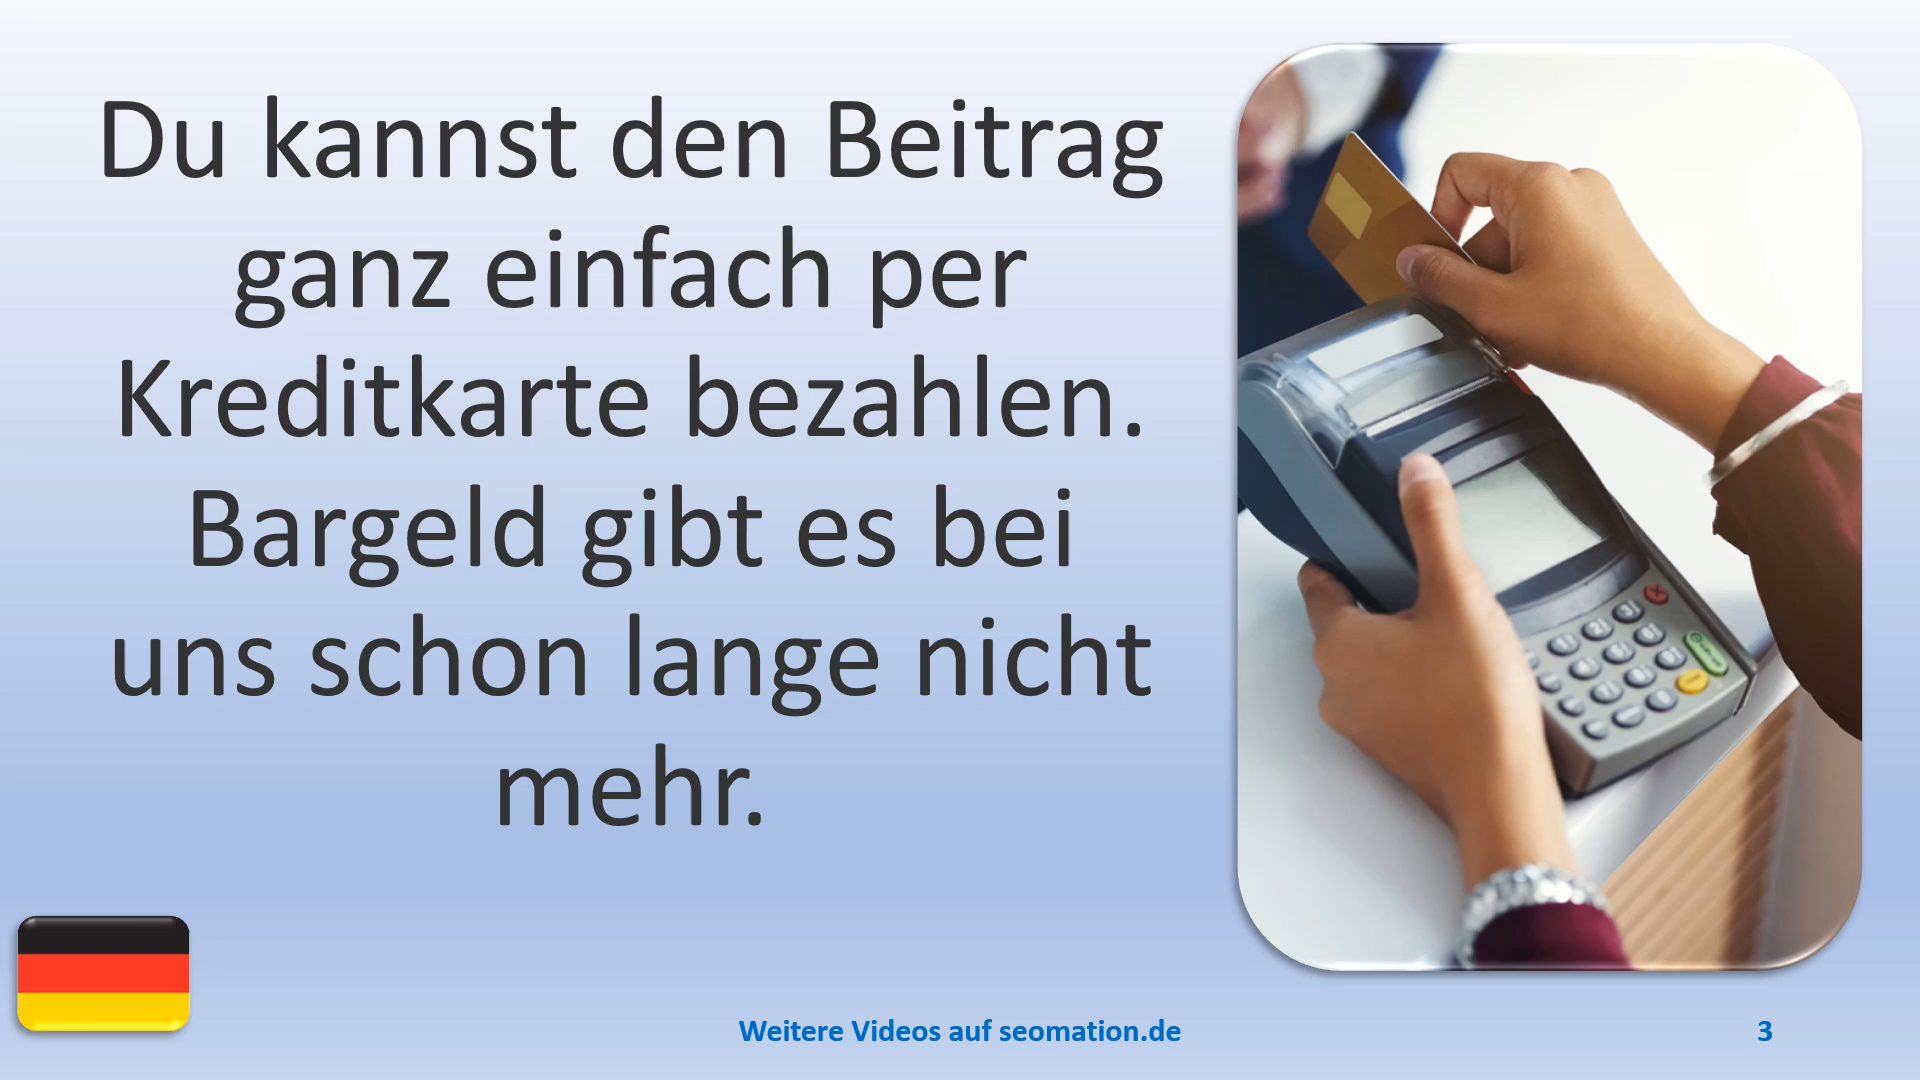 Du kannst den Beitrag
ganz einfach per
Kreditkarte bezahlen.
Bargeld gibt es bei
uns schon lange nicht
mehr.
Weitere Videos auf seomation.de
3